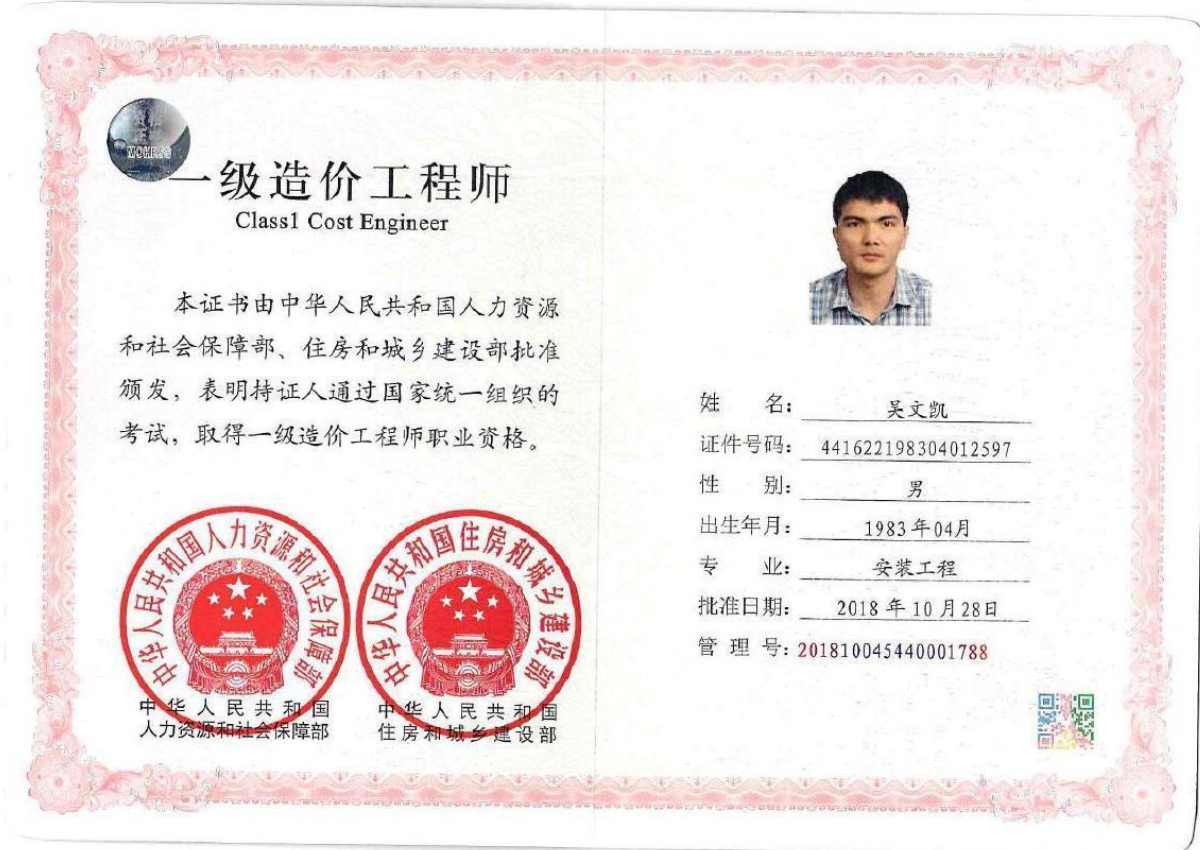 MOHRSS
一级造价工程师
Class1 Cost Engineer
本证书由中华人民共和国人力资源
和社会保障部、住房和城乡建设部批准
颁发，表明持证人通过国家统一组织的
考试，取得一级造价工程师职业资格。
中华人民共和国人力资源和社会保障部
中华人民共和国住房和城乡建设部
中华人民共和国
人力资源和社会保障部
中华人民共和国
住房和城乡建设部
姓 名： 吴文凯
证件号码： 441622198304012597
性 别： 男
出生年月： 1983年04月
专 业： 安装工程
批准日期： 2018年10月28日
管 理 号： 201810045440001788